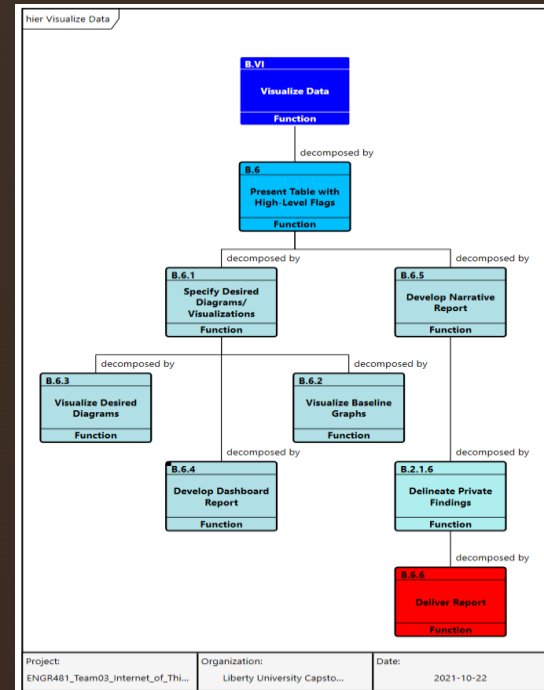 hier Visualize Data
B.VI
Visualize Data
Function
decomposed by
B.6
Present Table with
High-Level Flags
Function
decomposed by
decomposed by
B.6.1
Specify Desired
Diagrams/
Visualizations
Function
B.6.5
Develop Narrative
Report
Function
decomposed by
decomposed by
B.6.3
Visualize Desired
Diagrams
Function
B.6.2
Visualize Baseline
Graphs
Function
decomposed by
decomposed by
B.6.4
Develop Dashboard
Report
Function
B.2.1.6
Delineate Private
Findings
Function
decomposed by
B.6.6
Deliver Report
Function
Project:
ENGR481_Team03_Internet_of_Thi...
Organization:
Liberty University Capsto...
Date:
2021-10-22